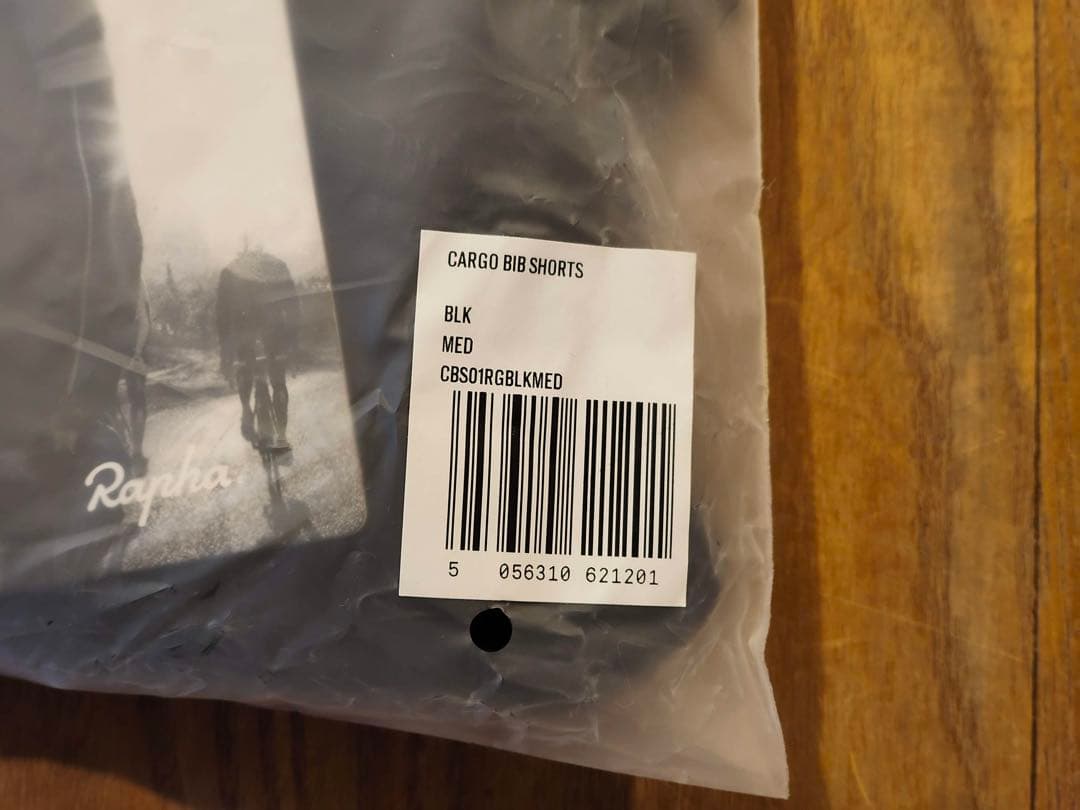 Rapha
CARGO BIB SHORTS
BLK
MED
CBS01RGBLKMED
5 056310 621201